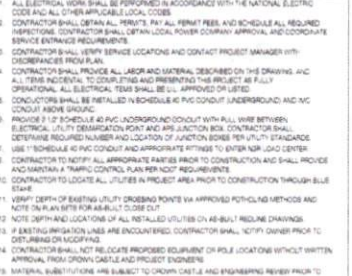 ALL ELECTRICAL WORK SHALL BE PERFORMED IN ACCORDANCE WITH THE NATIONAL ELECTRIC
CODE AND ALL OTHER APPLICABLE LOCAL CODES.
CONTRACTOR SHALL OBTAIN ALL PERMITS, PAY ALL PERMIT FEES, AND SCHEDULE ALL REQUIRED
INSPECTIONS. CONTRACTOR SHALL OBTAIN LOCAL POWER COMPANY APPROVAL AND COORDINATE
SERVICE ENTRANCE REQUIREMENTS.
CONTRACTOR SHALL VERIFY SERVICE LOCATIONS AND CONTACT PROJECT MANAGER WITH
DISCREPANCIES FROM PLAN.
CONTRACTOR SHALL PROVIDE ALL LABOR AND MATERIAL DESCRIBED ON THIS DRAWING, AND
ALL ITEMS INCIDENTAL TO COMPLETING AND PRESENTING THIS PROJECT AS FULLY
OPERATIONAL. ALL ELECTRICAL ITEMS SHALL BE U.L. APPROVED OR LISTED.
CONDUCTORS SHALL BE INSTALLED IN SCHEDULE 40 PVC CONDUIT (UNDERGROUND) AND IMC
CONDUIT ABOVE GROUND.
PROVIDE 2 1/2" SCHEDULE 40 PVC UNDERGROUND CONDUIT WITH PULL WIRE BETWEEN
ELECTRICAL UTILITY DEMARCATION POINT AND APS JUNCTION BOX. CONTRACTOR SHALL
DETERMINE REQUIRED NUMBER AND LOCATION OF JUNCTION BOXES PER UTILITY STANDARDS.
USE 1" SCHEDULE 40 PVC CONDUIT AND APPROPRIATE FITTINGS TO ENTER N3R LOAD CENTER.
CONTRACTOR TO NOTIFY ALL APPROPRIATE PARTIES PRIOR TO CONSTRUCTION AND SHALL PROVIDE
AND MAINTAIN A TRAFFIC CONTROL PLAN PER NDOT REQUIREMENTS.
CONTRACTOR TO LOCATE ALL UTILITIES IN PROJECT AREA PRIOR TO CONSTRUCTION THROUGH BLUE
STAKE.
VERIFY DEPTH OF EXISTING UTILITY CROSSING POINTS VIA APPROVED POTHOLING METHODS AND
NOTE ON PLAN SETS FOR AS-BUILT CLOSE OUT
NOTE DEPTH AND LOCATIONS OF ALL INSTALLED UTILITIES ON AS-BUILT REDLINE DRAWINGS.
IF EXISTING IRRIGATION LINES ARE ENCOUNTERED, CONTRACTOR SHALL NOTIFY OWNER PRIOR TO
DISTURBING OR MODIFYING.
CONTRACTOR SHALL NOT RELOCATE PROPOSED EQUIPMENT OR POLE LOCATIONS WITHOUT WRITTEN
APPROVAL FROM CROWN CASTLE AND PROJECT ENGINEERS
MATERIAL SUBSTITUTIONS ARE SUBJECT TO CROWN CASTLE AND ENGINEERS REVIEW PRIOR TO